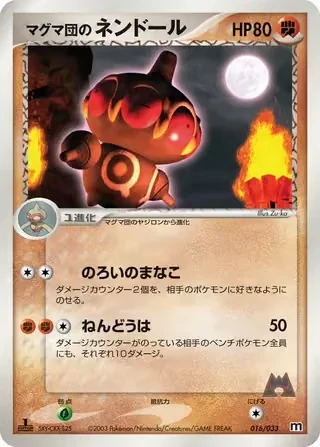 マグマ団の ネンドール HP80
Illus.Zu-ka
1進化
マグマ団のヤジロンから進化
のろいのまなこ
ダメージカウンター2個を、相手のポケモンに好きなように
のせる。
ねんどうは 50
ダメージカウンターがのっている相手のベンチポケモン全員
にも、それぞれ10ダメージ。
弱点 抵抗力 にげる
©2003 Pokémon/Nintendo/Creatures/GAME FREAK. 016/033 m